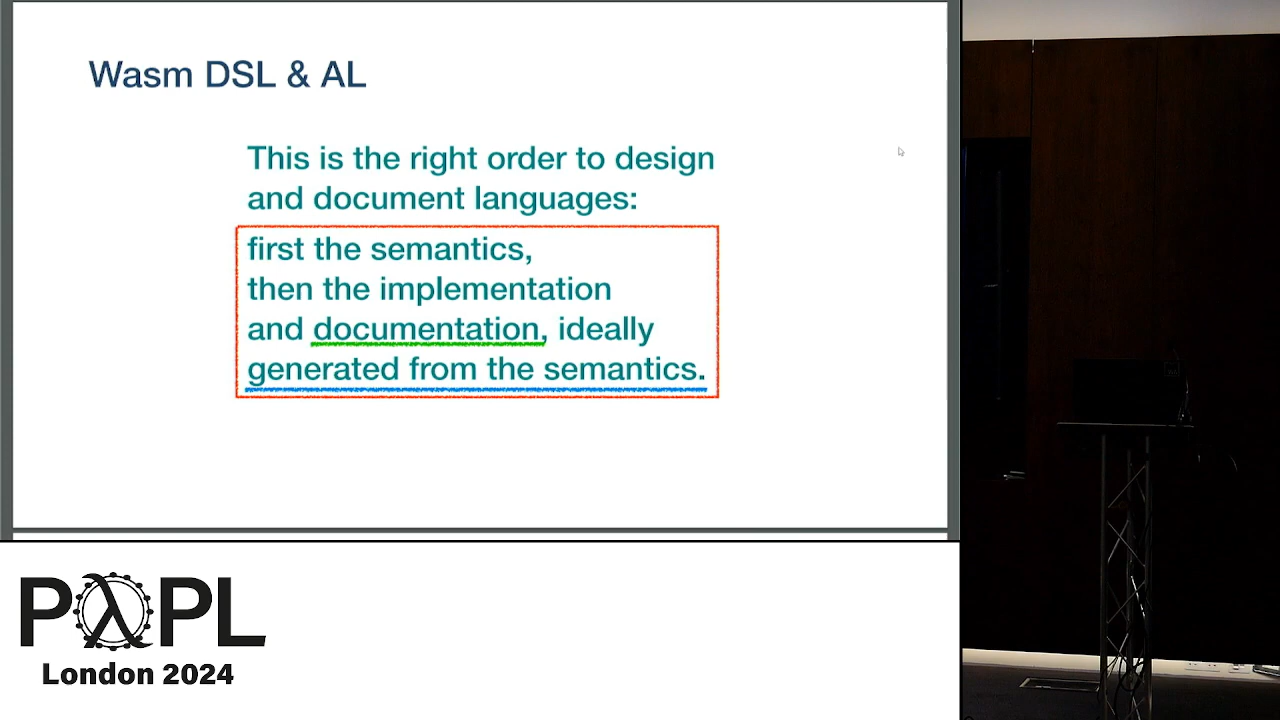 Wasm DSL & AL
This is the right order to design
and document languages:
first the semantics,
then the implementation
and documentation, ideally
generated from the semantics.
PλPL
London 2024